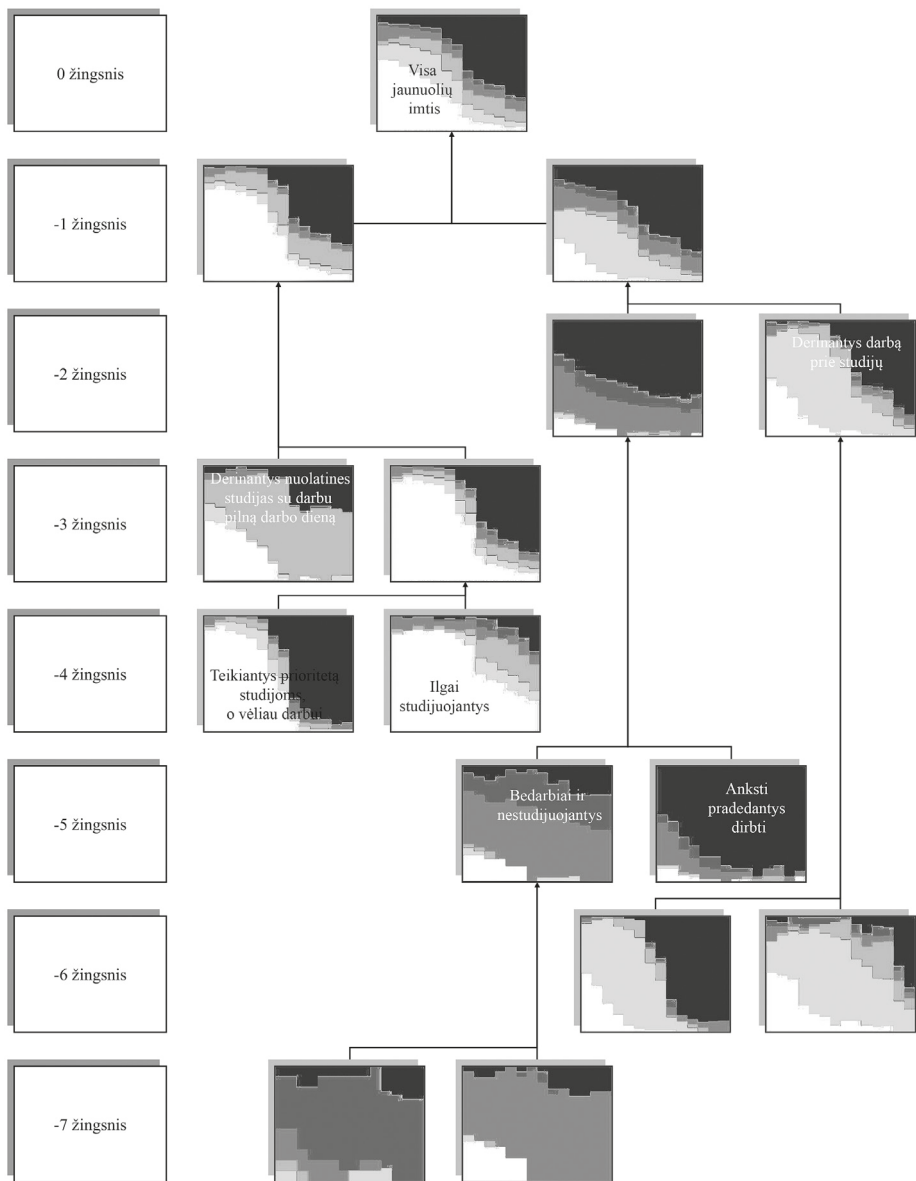 0 žingsnis
Visa
jaunuolių
imtis
-1 žingsnis
-2 žingsnis
Derinantys darbą
prie studijų
-3 žingsnis
Derinantys nuolatines
studijas su darbu
pilną darbo dieną
-4 žingsnis
Teikiantys prioritetą
studijoms,
o vėliau darbui
Ilgai
studijuojantys
-5 žingsnis
Bedarbiai ir
nestudijuojantys
Anksti
pradedantys
dirbti
-6 žingsnis
-7 žingsnis